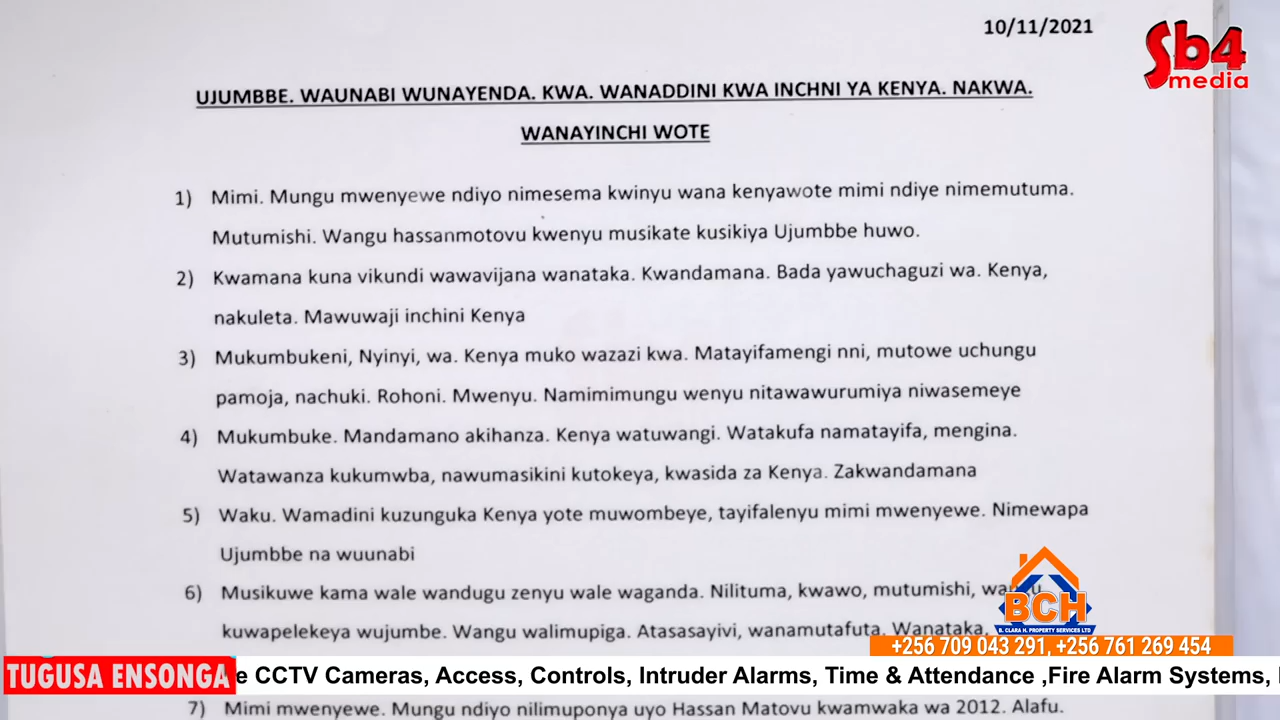 10/11/2021
Sb4
media
UJUMBBE. WAUNABI WUNAYENDA. KWA. WANADDINI KWA INCHNI YA KENYA. NAKWA.
WANAYINCHI WOTE
1) Mimi. Mungu mwenyewe ndiyo nimesema kwinyu wana kenyawote mimi ndiye nimemutuma.
Mutumishi. Wangu hassanmotovu kwenyu musikate kusikiya Ujumbbe huwo.
2) Kwamana kuna vikundi wawavijana wanataka. Kwandamana. Bada yawuchaguzi wa. Kenya,
nakuleta. Mawuwaji inchini Kenya
3) Mukumbukeni, Nyinyi, wa. Kenya muko wazazi kwa. Matayifamengi nni, mutowe uchungu
pamoja, nachuki. Rohoni. Mwenyu. Namimimungu wenyu nitawawurumiya niwasemeye
4) Mukumbuke. Mandamano akihanza. Kenya watuwangi. Watakufa namatayifa, mengina.
Watawanza kukumwba, nawumasikini kutokeya, kwasida za Kenya. Zakwandamana
5) Waku. Wamadini kuzunguka Kenya yote muwombeye, tayifalenyu mimi mwenyewe. Nimewapa
Ujumbbe na wuunabi
6) Musikuwe kama wale wandugu zenyu wale waganda. Nilituma, kwawo, mutumishi,
kuwapelekeya wujumbe. Wangu walimupiga. Atasasayivi, wanamutafuta. Wanataka.
BCH
B. CLARA H. PROPERTY SERVICES LTD
+256 709 043 291, +256 761 269 454
TUGUSA ENSONGA e CCTV Cameras, Access, Controls, Intruder Alarms, Time & Attendance ,Fire Alarm Systems,
7) Mimi mwenyewe. Mungu ndiyo nilimuponya uyo Hassan Matovu kwamwaka wa 2012. Alafu.